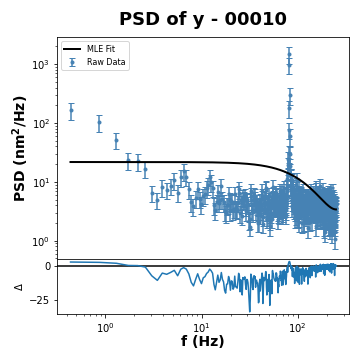 PSD of y - 00010
MLE Fit
Raw Data
PSD (nm²/Hz)
10³
10²
10¹
10⁰
Δ
0
−25
10⁰
10¹
10²
f (Hz)